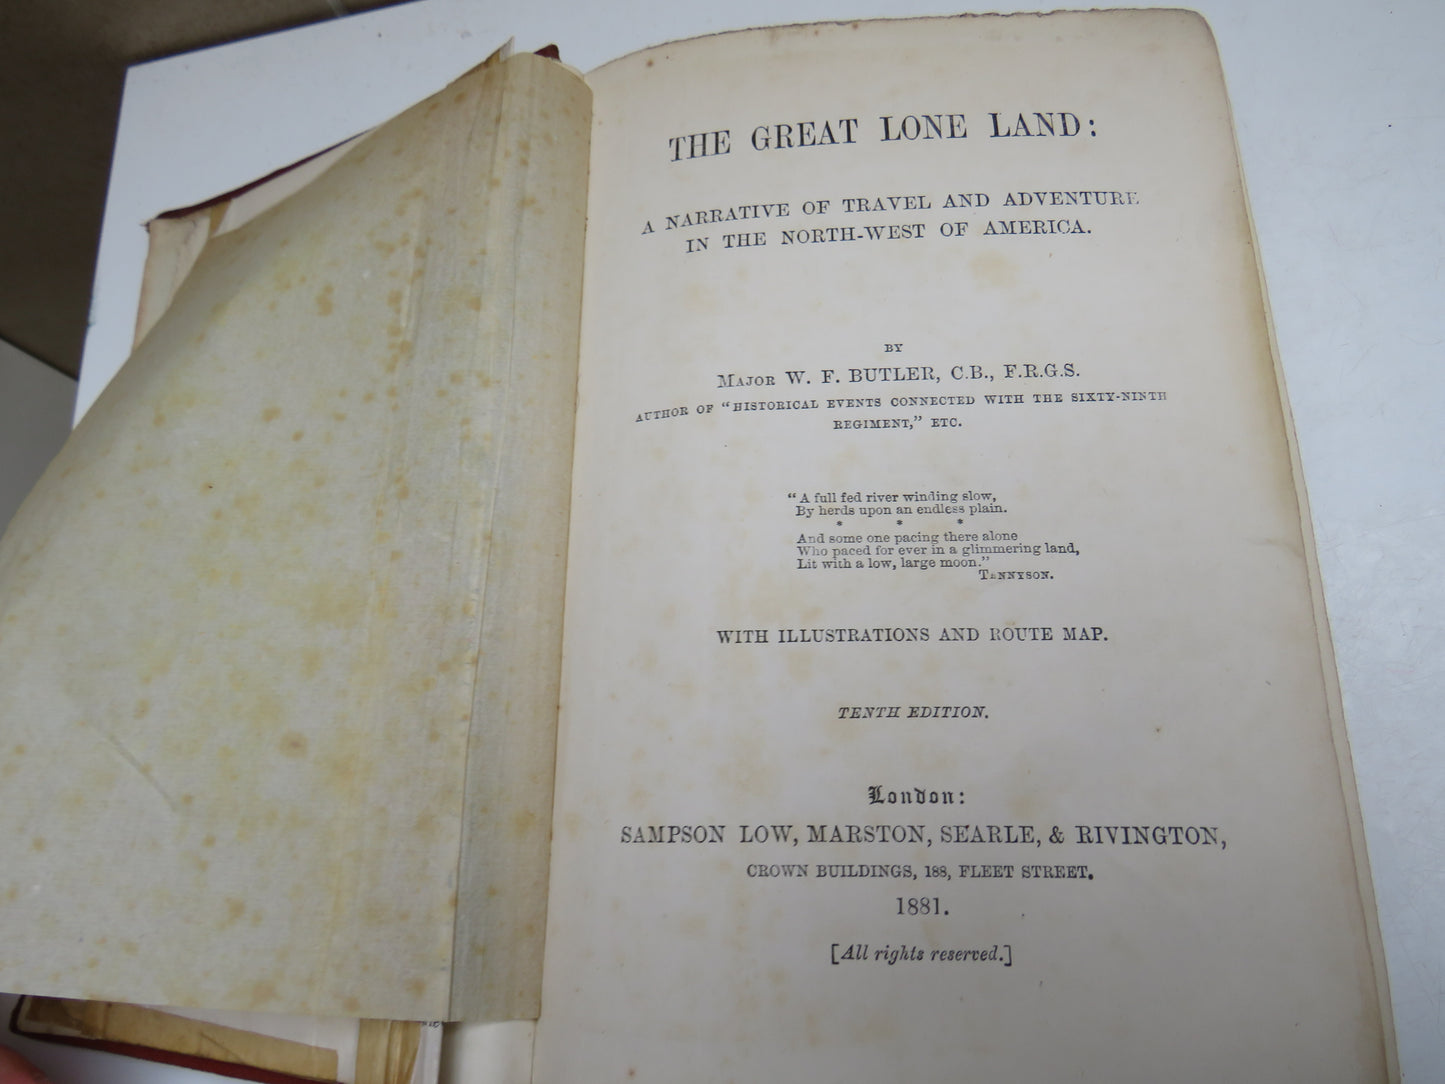 THE GREAT LONE LAND:
A NARRATIVE OF TRAVEL AND ADVENTURE
IN THE NORTH-WEST OF AMERICA.
BY
MAJOR W. F. BUTLER, C.B., F.R.G.S.
AUTHOR OF "HISTORICAL EVENTS CONNECTED WITH THE SIXTY-NINTH
REGIMENT," ETC.
"A full fed river winding slow,
By herds upon an endless plain.
* * *
And some one pacing there alone
Who paced for ever in a glimmering land,
Lit with a low, large moon."
TENNYSON.
WITH ILLUSTRATIONS AND ROUTE MAP.
TENTH EDITION.
London:
SAMPSON LOW, MARSTON, SEARLE, & RIVINGTON,
CROWN BUILDINGS, 188, FLEET STREET.
1881.
[All rights reserved.]